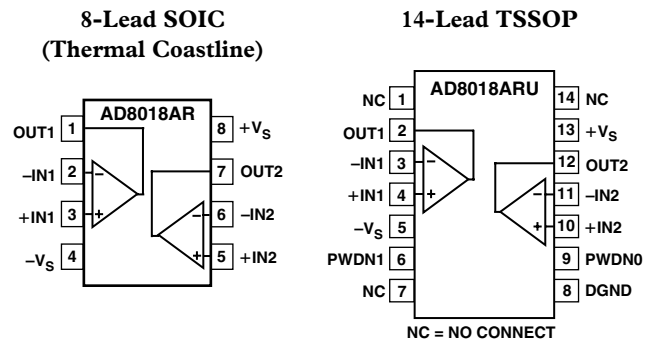 8-Lead SOIC
(Thermal Coastline)
AD8018AR
OUT1 1
8 +VS
–IN1 2 –
7 OUT2
+IN1 3 +
– 6 –IN2
–VS 4
+ 5 +IN2
14-Lead TSSOP
AD8018ARU
NC 1
14 NC
OUT1 2
13 +VS
–IN1 3 –
12 OUT2
+IN1 4 +
– 11 –IN2
–VS 5
+ 10 +IN2
PWDN1 6
9 PWDN0
NC 7
8 DGND
NC = NO CONNECT